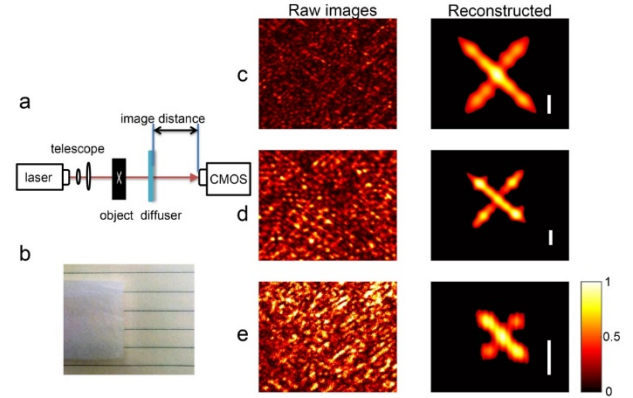 Raw images
Reconstructed
a
image distance
telescope
laser
CMOS
object
diffuser
b
c
d
e
1
0.5
0